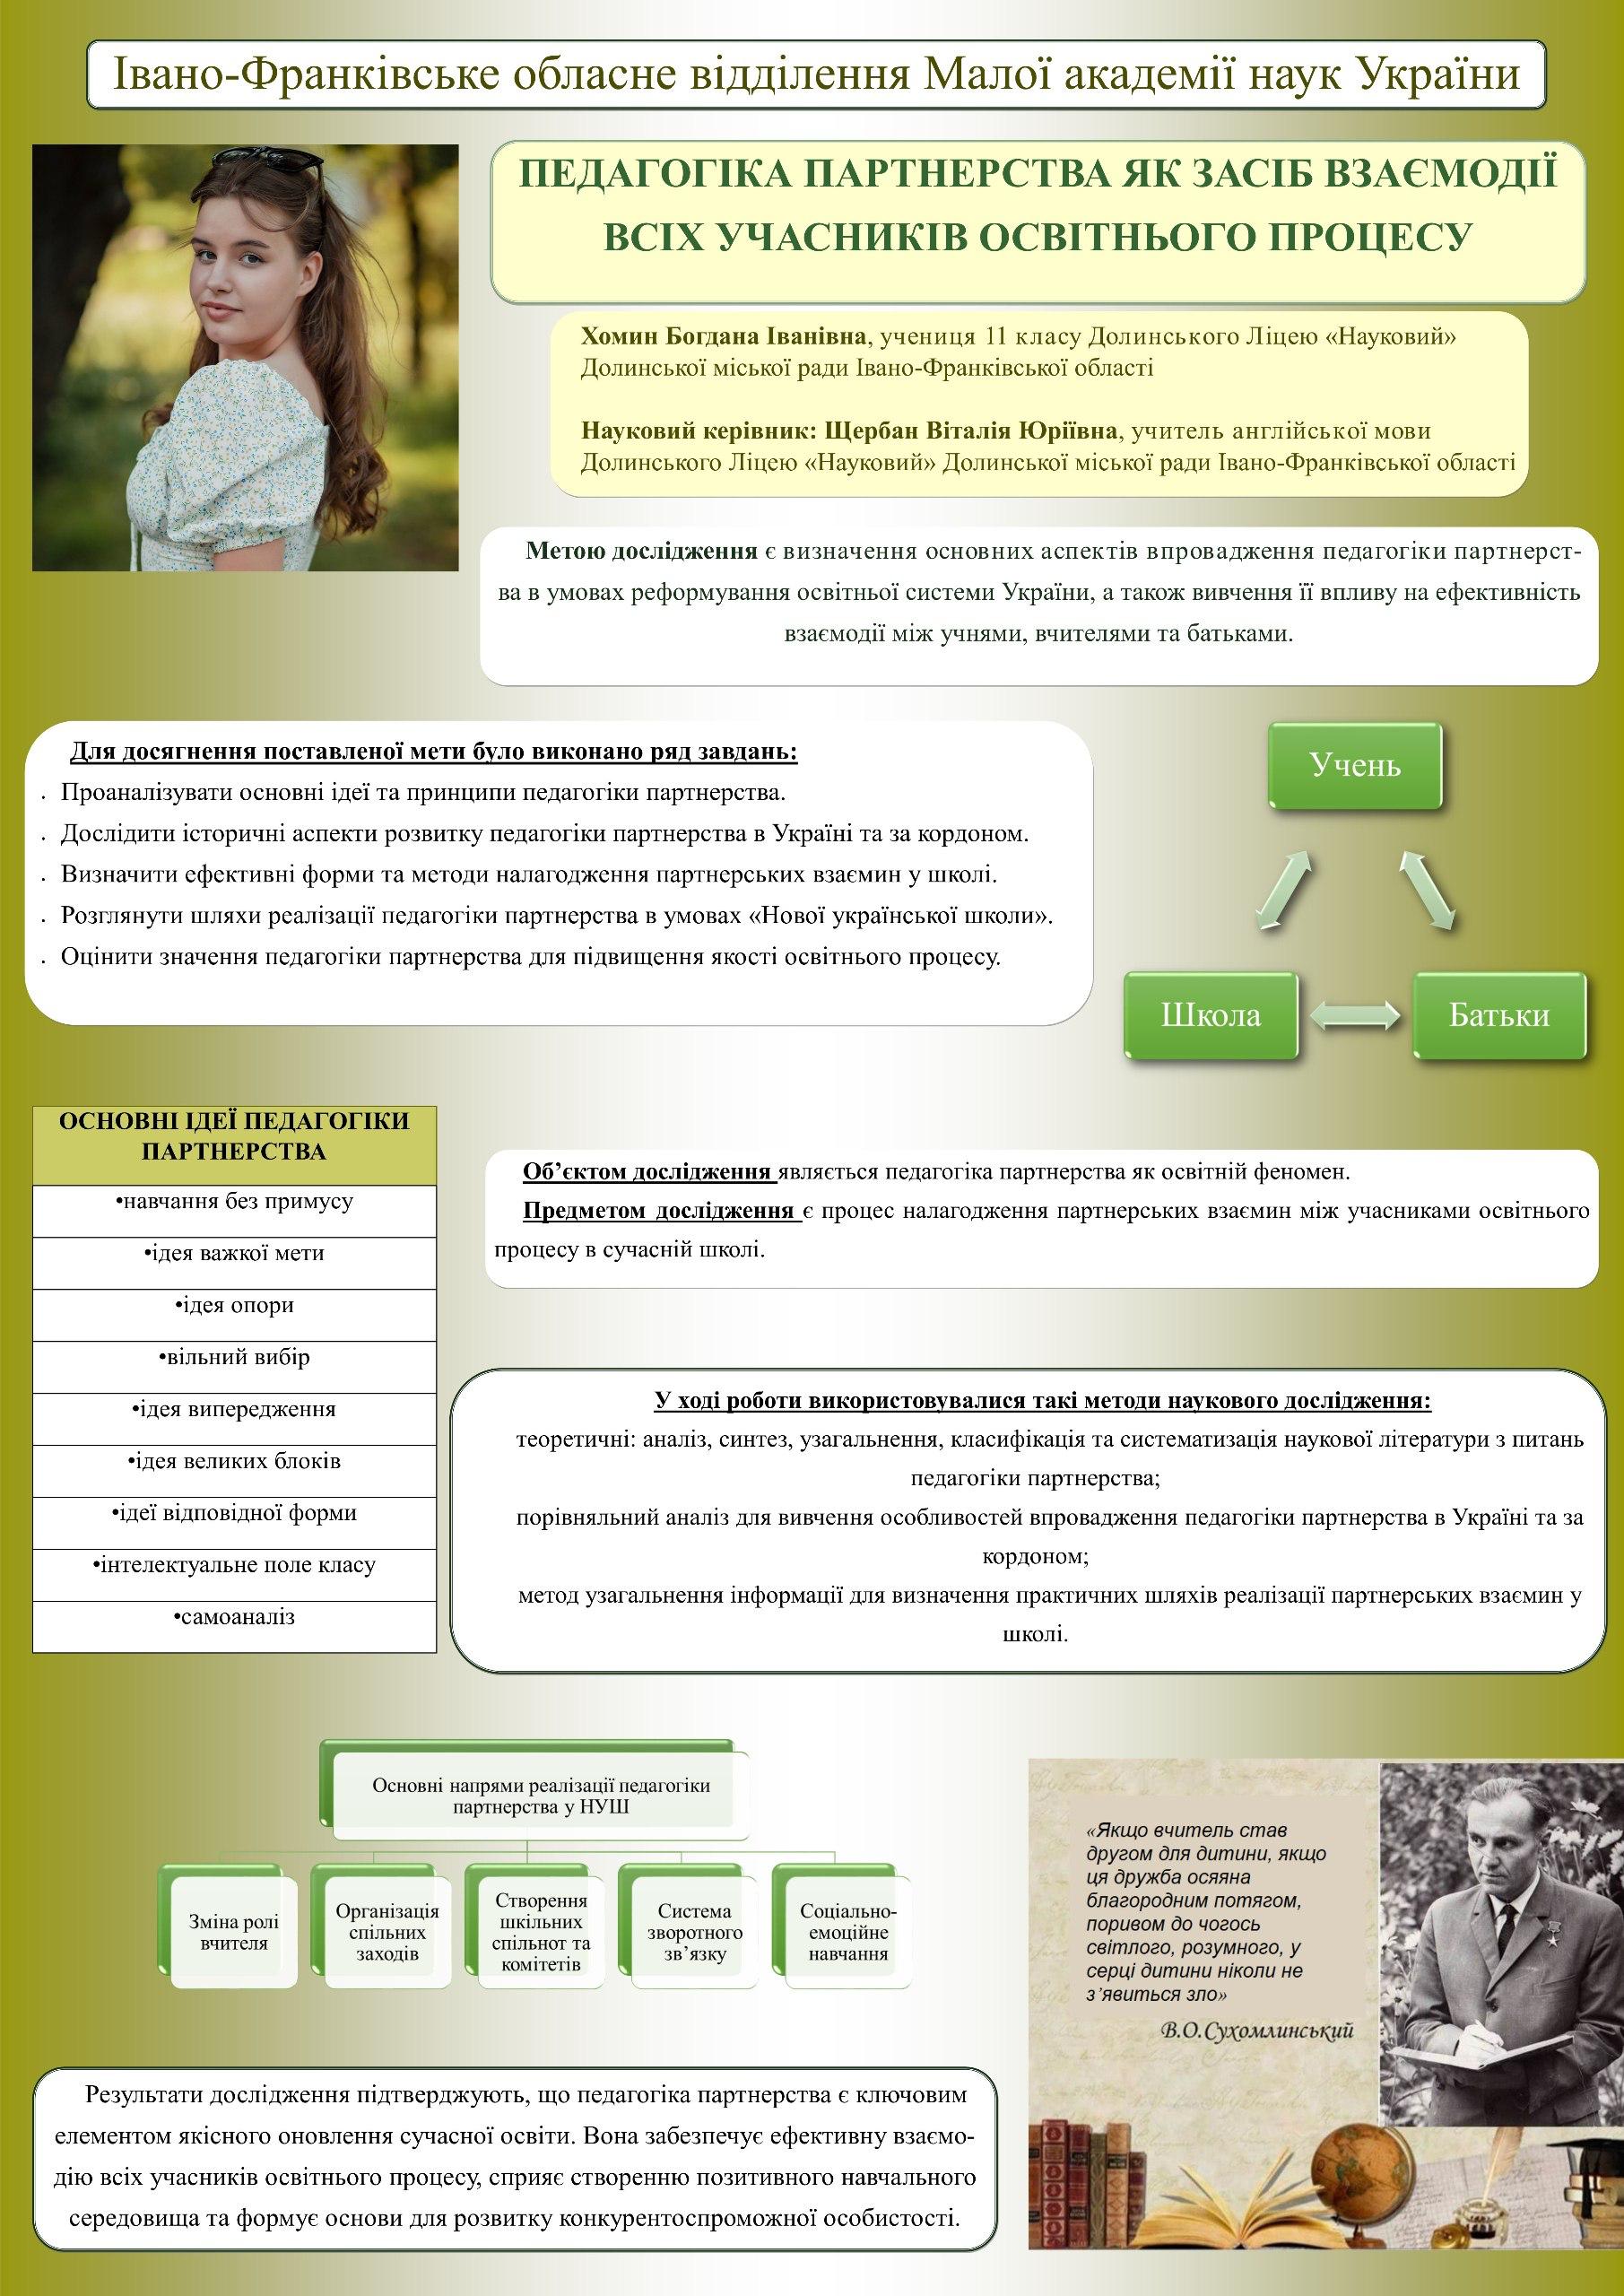 Івано-Франківське обласне відділення Малої академії наук України
ПЕДАГОГІКА ПАРТНЕРСТВА ЯК ЗАСІБ ВЗАЄМОДІЇ
ВСІХ УЧАСНИКІВ ОСВІТНЬОГО ПРОЦЕСУ
Хомин Богдана Іванівна, учениця 11 класу Долинського Ліцею «Науковий»
Долинської міської ради Івано-Франківської області
Науковий керівник: Щербан Віталія Юріївна, учитель англійської мови
Долинського Ліцею «Науковий» Долинської міської ради Івано-Франківської області
Метою дослідження є визначення основних аспектів впровадження педагогіки партнерст-
ва в умовах реформування освітньої системи України, а також вивчення її впливу на ефективність
взаємодії між учнями, вчителями та батьками.
Для досягнення поставленої мети було виконано ряд завдань:
· Проаналізувати основні ідеї та принципи педагогіки партнерства.
· Дослідити історичні аспекти розвитку педагогіки партнерства в Україні та за кордоном.
· Визначити ефективні форми та методи налагодження партнерських взаємин у школі.
· Розглянути шляхи реалізації педагогіки партнерства в умовах «Нової української школи».
· Оцінити значення педагогіки партнерства для підвищення якості освітнього процесу.
Учень
Школа
Батьки
ОСНОВНІ ІДЕЇ ПЕДАГОГІКИ
ПАРТНЕРСТВА
•навчання без примусу
•ідея важкої мети
•ідея опори
•вільний вибір
•ідея випередження
•ідея великих блоків
•ідеї відповідної форми
•інтелектуальне поле класу
•самоаналіз
Об’єктом дослідження являється педагогіка партнерства як освітній феномен.
Предметом дослідження є процес налагодження партнерських взаємин між учасниками освітнього
процесу в сучасній школі.
У ході роботи використовувалися такі методи наукового дослідження:
теоретичні: аналіз, синтез, узагальнення, класифікація та систематизація наукової літератури з питань
педагогіки партнерства;
порівняльний аналіз для вивчення особливостей впровадження педагогіки партнерства в Україні та за
кордоном;
метод узагальнення інформації для визначення практичних шляхів реалізації партнерських взаємин у
школі.
Основні напрями реалізації педагогіки
партнерства у НУШ
Зміна ролі
вчителя
Організація
спільних
заходів
Створення
шкільних
спільнот та
комітетів
Система
зворотного
зв’язку
Соціально-
емоційне
навчання
«Якщо вчитель став
другом для дитини, якщо
ця дружба осяяна
благородним потягом,
поривом до чогось
світлого, розумного, у
серці дитини ніколи не
з’явиться зло»
В.О.Сухомлинський
Результати дослідження підтверджують, що педагогіка партнерства є ключовим
елементом якісного оновлення сучасної освіти. Вона забезпечує ефективну взаємо-
дію всіх учасників освітнього процесу, сприяє створенню позитивного навчального
середовища та формує основи для розвитку конкурентоспроможної особистості.